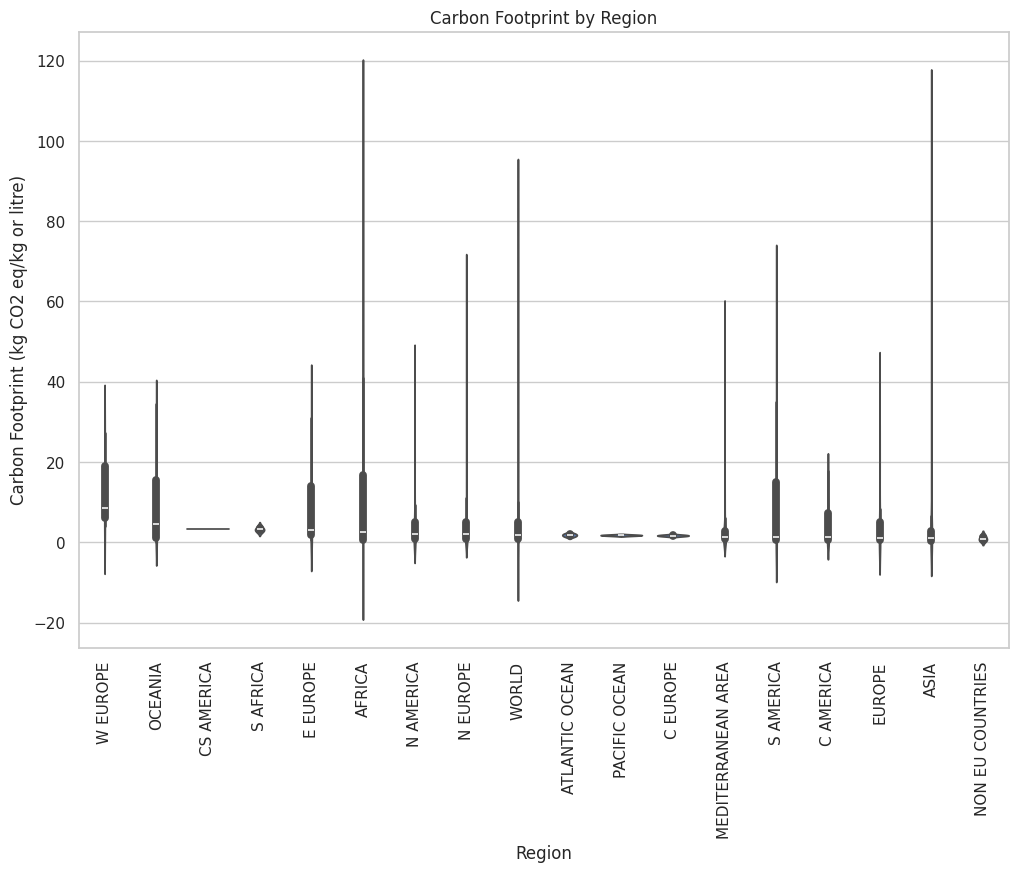 Carbon Footprint by Region
Carbon Footprint (kg CO2 eq/kg or litre)
120
100
80
60
40
20
0
−20
W EUROPE
OCEANIA
CS AMERICA
S AFRICA
E EUROPE
AFRICA
N AMERICA
N EUROPE
WORLD
ATLANTIC OCEAN
PACIFIC OCEAN
C EUROPE
MEDITERRANEAN AREA
S AMERICA
C AMERICA
EUROPE
ASIA
NON EU COUNTRIES
Region